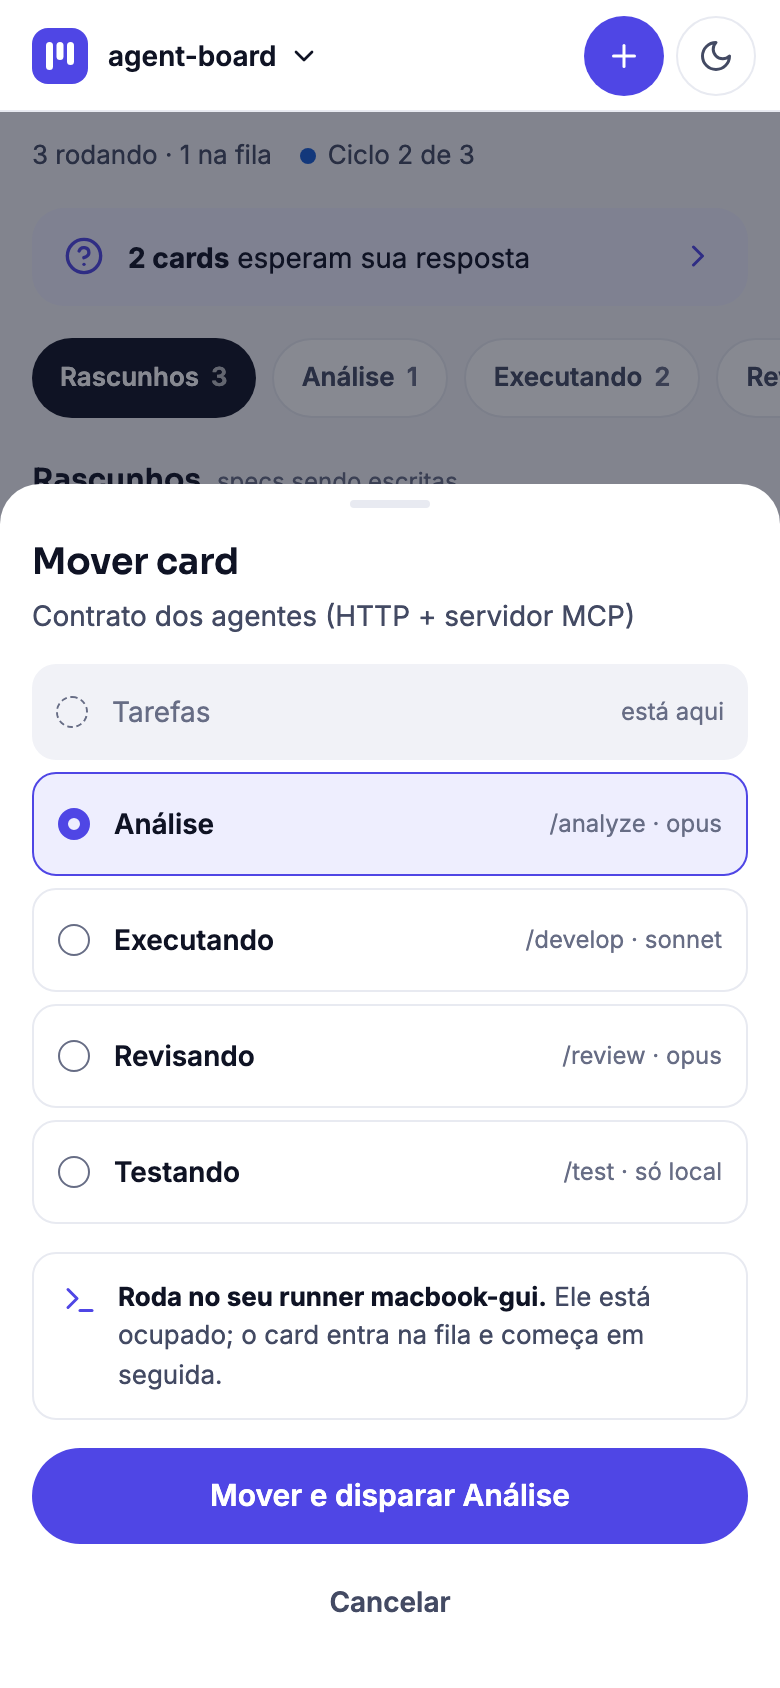 agent-board
3 rodando · 1 na fila
Ciclo 2 de 3
2 cards esperam sua resposta
Rascunhos 3
Análise 1
Executando 2
Rascunhos specs sendo escritas
Mover card
Contrato dos agentes (HTTP + servidor MCP)
Tarefas
está aqui
Análise
/analyze · opus
Executando
/develop · sonnet
Revisando
/review · opus
Testando
/test · só local
Roda no seu runner macbook-gui. Ele está
ocupado; o card entra na fila e começa em
seguida.
Mover e disparar Análise
Cancelar